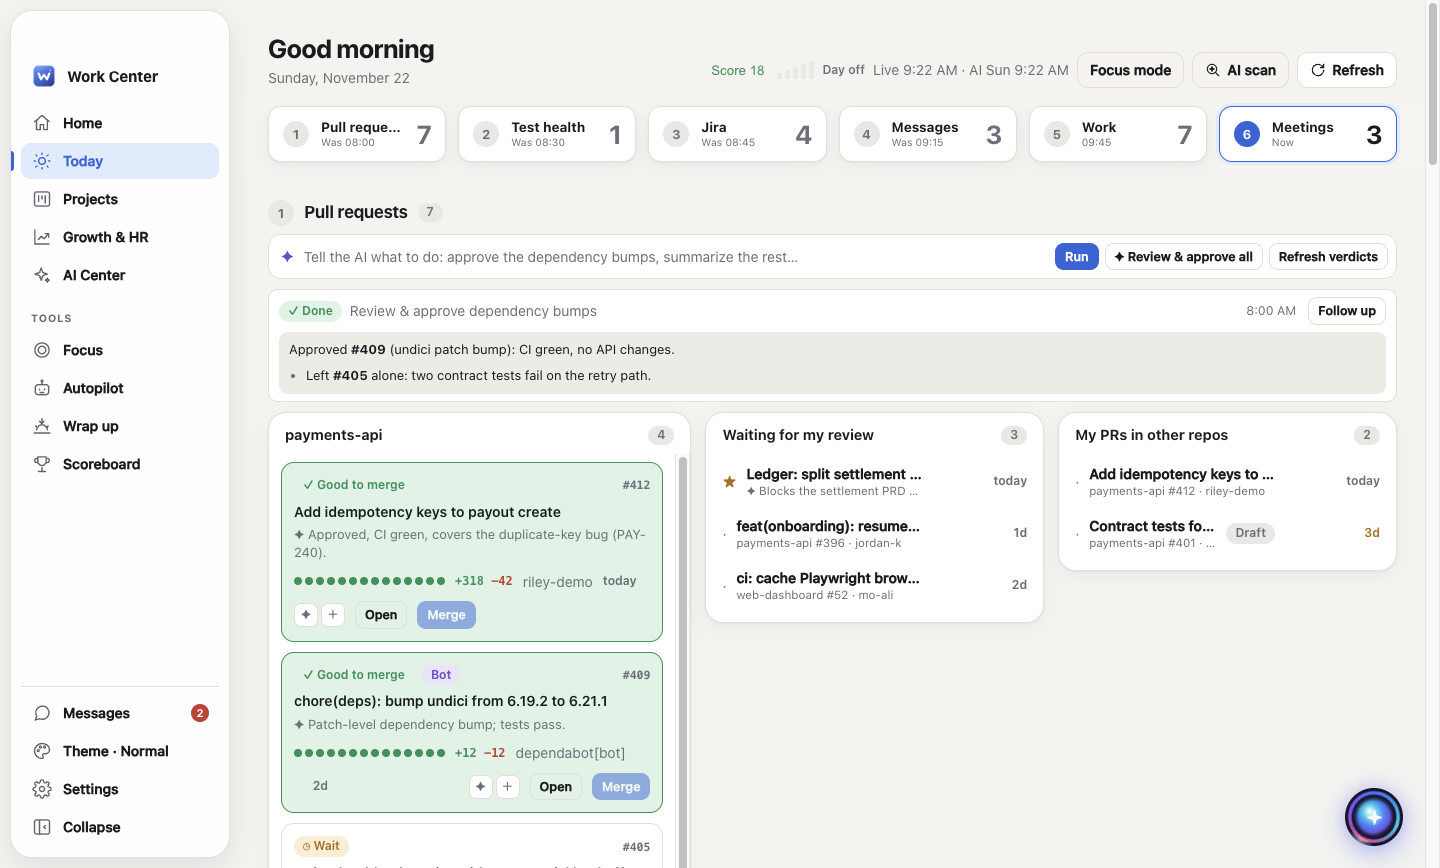 Work Center
Home
Today
Projects
Growth & HR
AI Center
TOOLS
Focus
Autopilot
Wrap up
Scoreboard
Messages 2
Theme · Normal
Settings
Collapse
Good morning
Sunday, November 22
Score 18 Day off Live 9:22 AM · AI Sun 9:22 AM Focus mode AI scan Refresh
1 Pull reque... 7
Was 08:00
2 Test health 1
Was 08:30
3 Jira 4
Was 08:45
4 Messages 3
Was 09:15
5 Work 7
09:45
6 Meetings 3
Now
1 Pull requests 7
Tell the AI what to do: approve the dependency bumps, summarize the rest... Run Review & approve all Refresh verdicts
Done Review & approve dependency bumps 8:00 AM Follow up
Approved #409 (undici patch bump): CI green, no API changes.
• Left #405 alone: two contract tests fail on the retry path.
payments-api 4
✓ Good to merge #412
Add idempotency keys to payout create
Approved, CI green, covers the duplicate-key bug (PAY-
240).
+318 −42 riley-demo today
+ Open Merge
✓ Good to merge Bot #409
chore(deps): bump undici from 6.19.2 to 6.21.1
Patch-level dependency bump; tests pass.
+12 −12 dependabot[bot]
2d + Open Merge
Wait #405
Waiting for my review 3
Ledger: split settlement ... today
Blocks the settlement PRD ...
feat(onboarding): resume... 1d
payments-api #396 · jordan-k
ci: cache Playwright brow... 2d
web-dashboard #52 · mo-ali
My PRs in other repos 2
Add idempotency keys to ... today
payments-api #412 · riley-demo
Contract tests fo... Draft 3d
payments-api #401 · ...